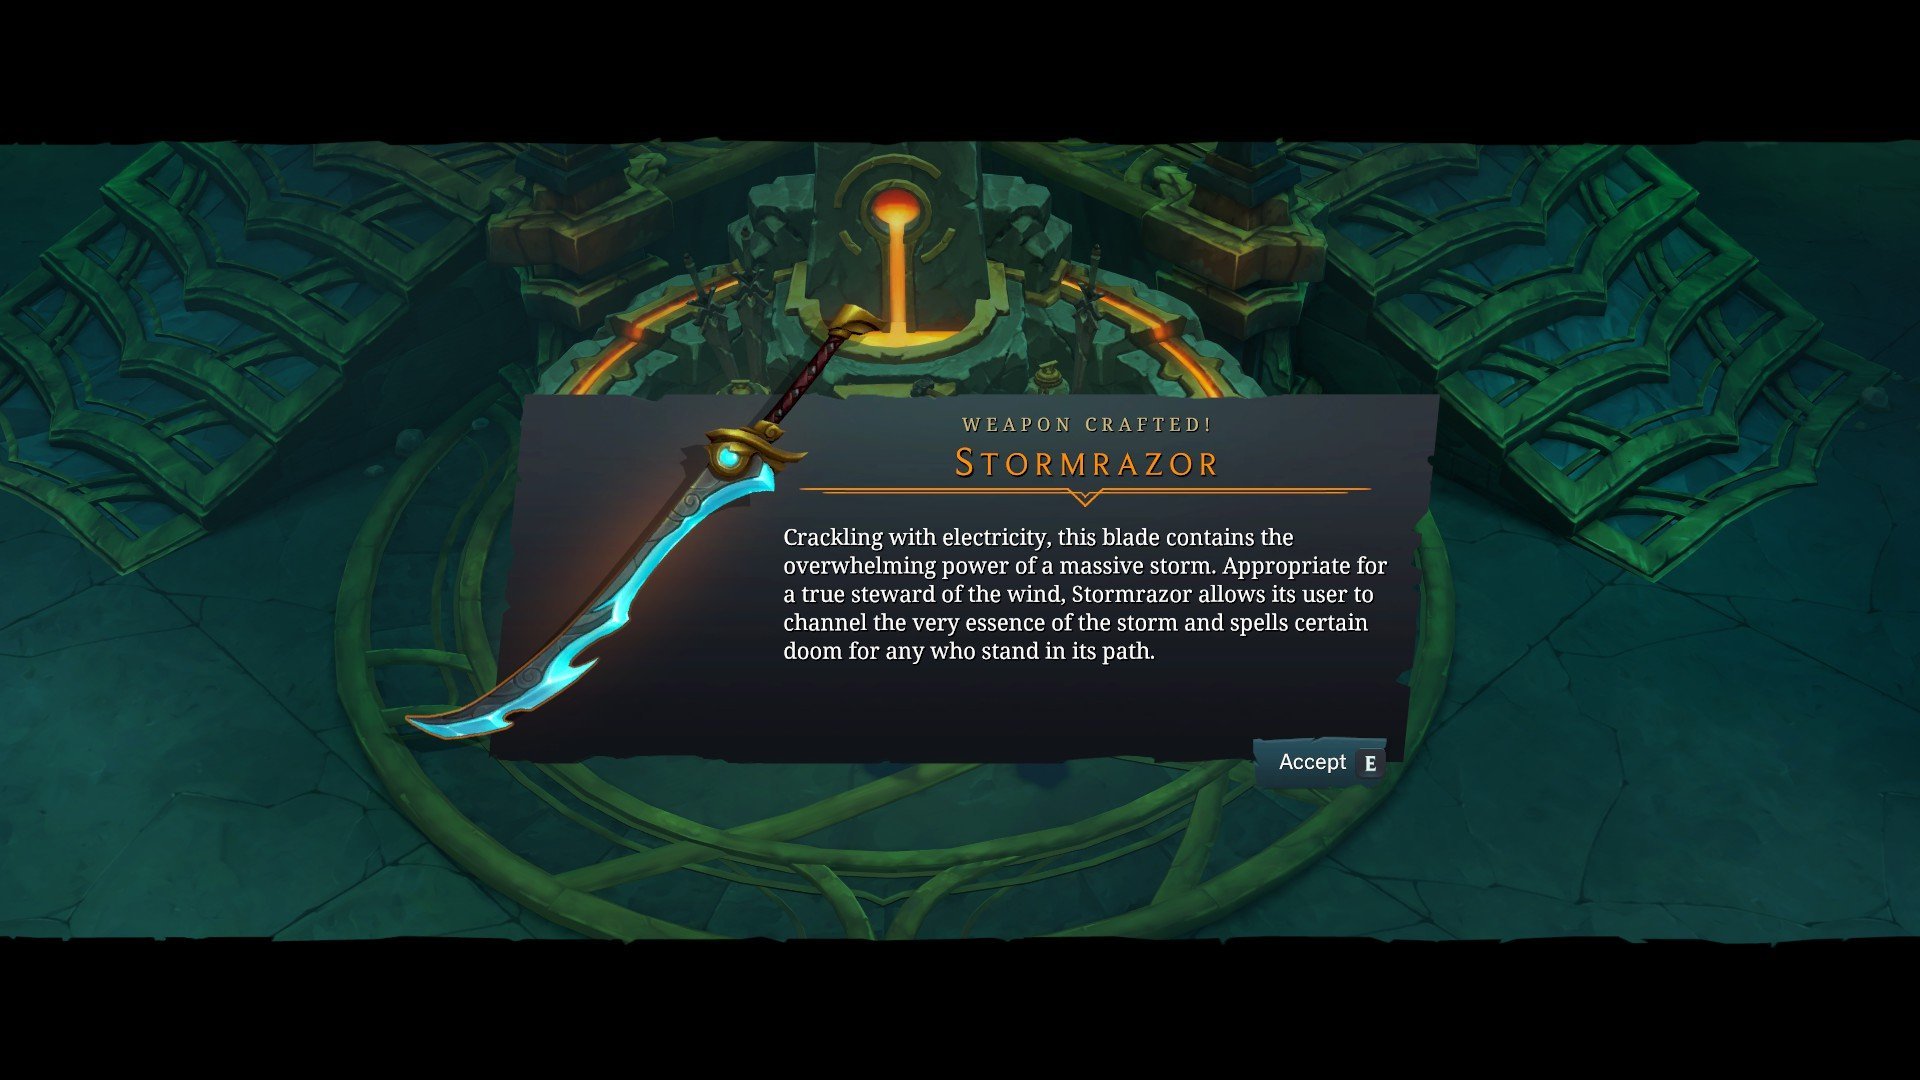 WEAPON CRAFTED!
STORMRAZOR
Crackling with electricity, this blade contains the
overwhelming power of a massive storm. Appropriate for
a true steward of the wind, Stormrazor allows its user to
channel the very essence of the storm and spells certain
doom for any who stand in its path.
Accept E